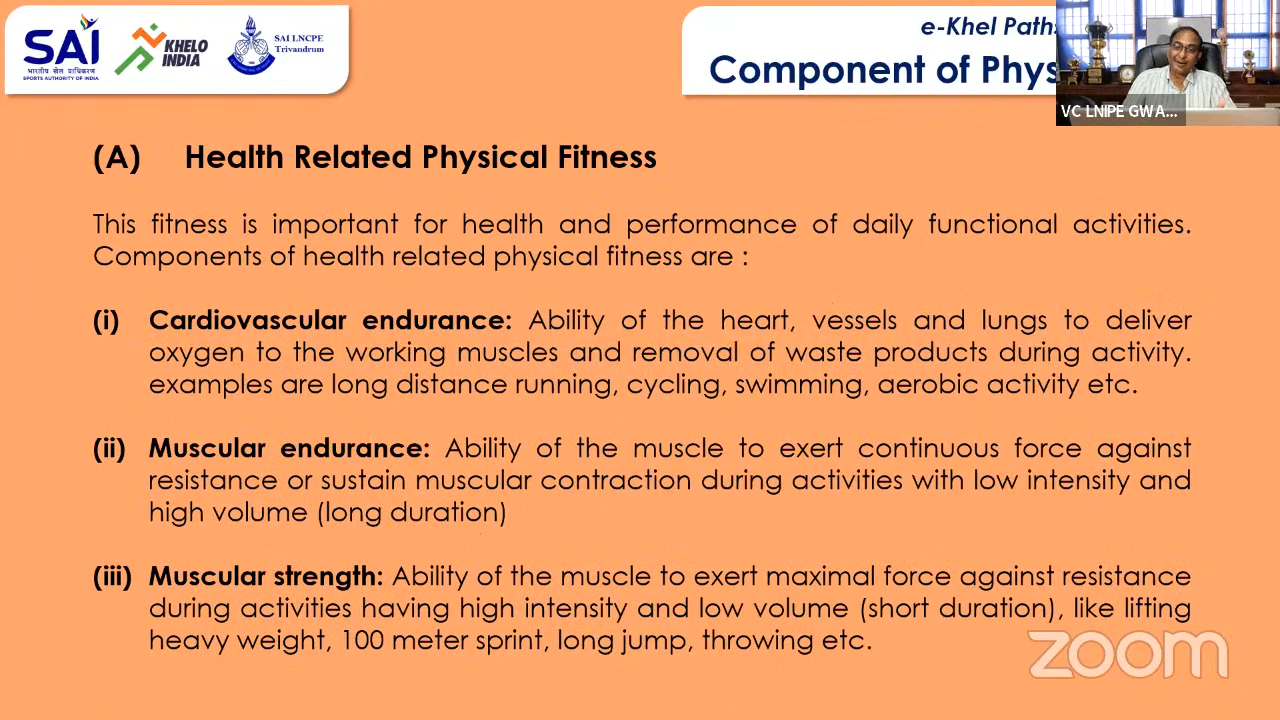 SAI
भारतीय खेल प्राधिकरण
SPORTS AUTHORITY OF INDIA
KHELO
INDIA
SAI LNCPE
Trivandrum
e-Khel Paths
Component of Phys
VC LNIPE GWA...
(A) Health Related Physical Fitness
This fitness is important for health and performance of daily functional activities.
Components of health related physical fitness are :
(i) Cardiovascular endurance: Ability of the heart, vessels and lungs to deliver
oxygen to the working muscles and removal of waste products during activity.
examples are long distance running, cycling, swimming, aerobic activity etc.
(ii) Muscular endurance: Ability of the muscle to exert continuous force against
resistance or sustain muscular contraction during activities with low intensity and
high volume (long duration)
(iii) Muscular strength: Ability of the muscle to exert maximal force against resistance
during activities having high intensity and low volume (short duration), like lifting
heavy weight, 100 meter sprint, long jump, throwing etc.
zoom